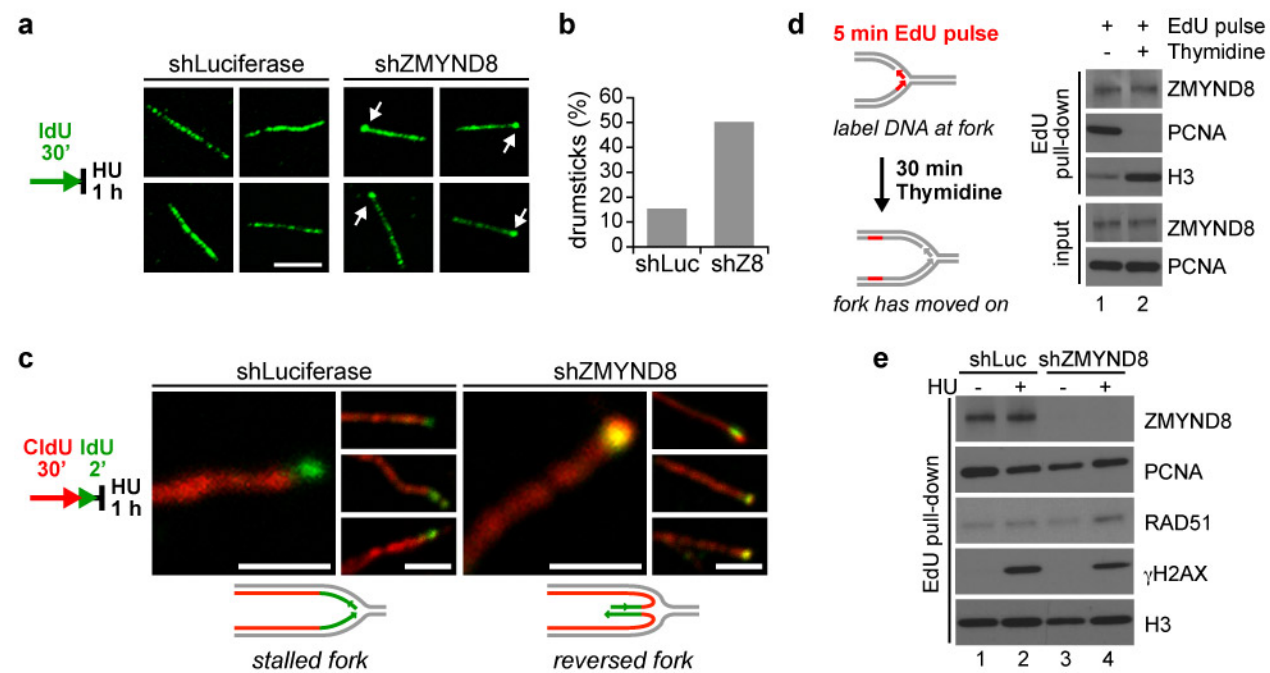 a
shLuciferase
shZMYND8
IdU
30'
HU
1 h
b
drumsticks (%)
60
50
40
30
20
10
0
shLuc
shZ8
c
shLuciferase
shZMYND8
CldU IdU
30' 2'
HU
1 h
stalled fork
reversed fork
d
5 min EdU pulse
label DNA at fork
30 min
Thymidine
fork has moved on
+ + EdU pulse
- + Thymidine
EdU
pull-down
ZMYND8
PCNA
H3
input
ZMYND8
PCNA
1 2
e
shLuc shZMYND8
HU - + - +
EdU pull-down
ZMYND8
PCNA
RAD51
γH2AX
H3
1 2 3 4